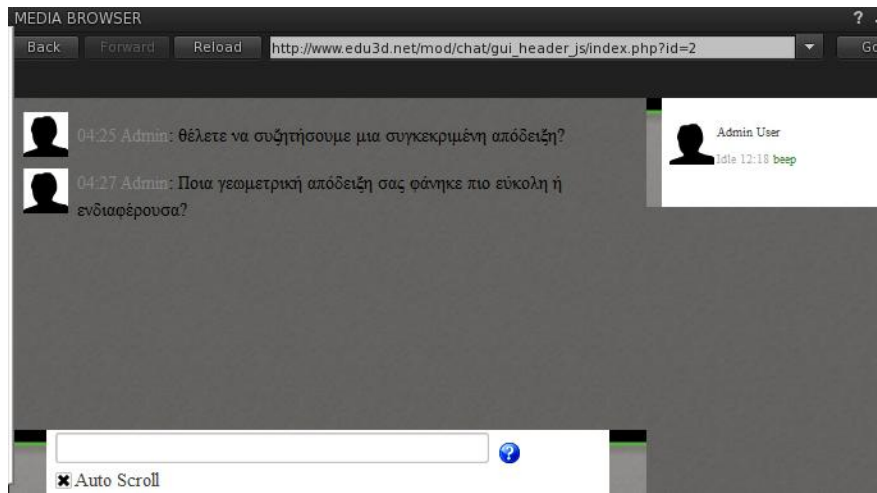 MEDIA BROWSER
?
Back Forward Reload http://www.edu3d.net/mod/chat/gui_header_js/index.php?id=2
04:25 Admin: θέλετε να συζητήσουμε μια συγκεκριμένη απόδειξη?
04:27 Admin: Ποια γεωμετρική απόδειξη σας φάνηκε πιο εύκολη ή
ενδιαφέρουσα?
Admin User
Idle 12:18 beep
?
Auto Scroll